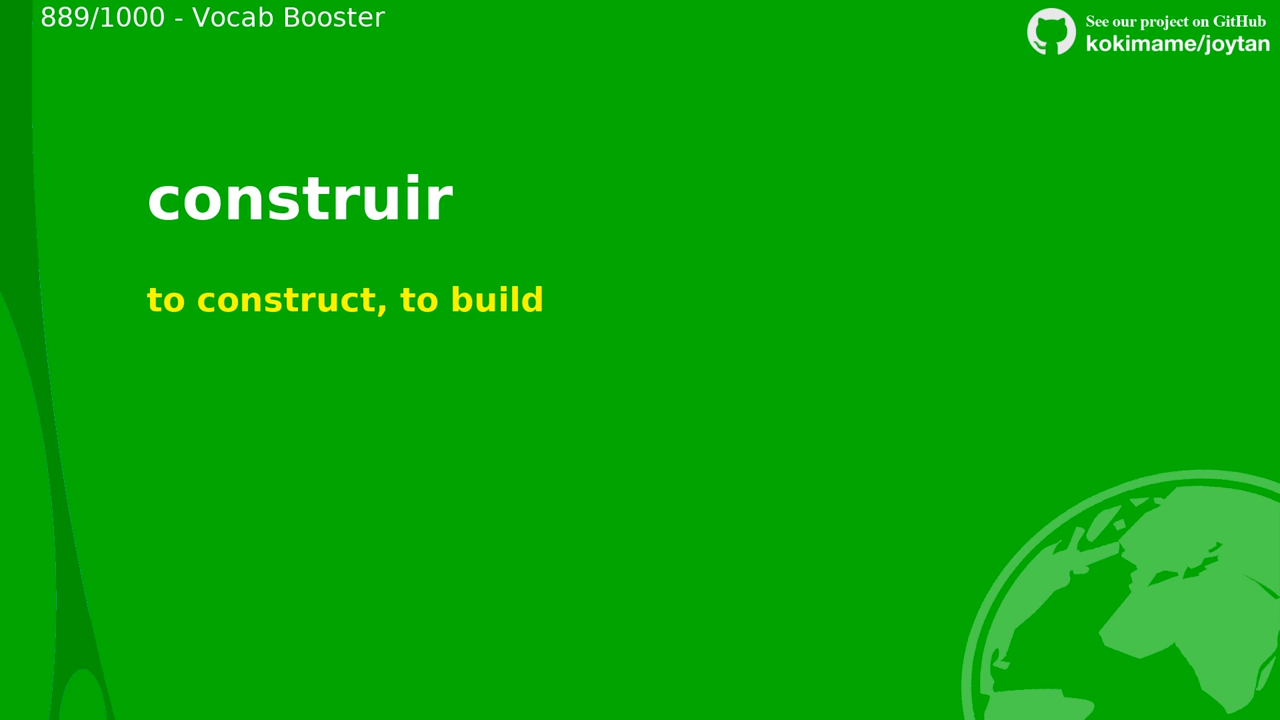 889/1000 - Vocab Booster
See our project on GitHub
kokimame/joytan
construir
to construct, to build